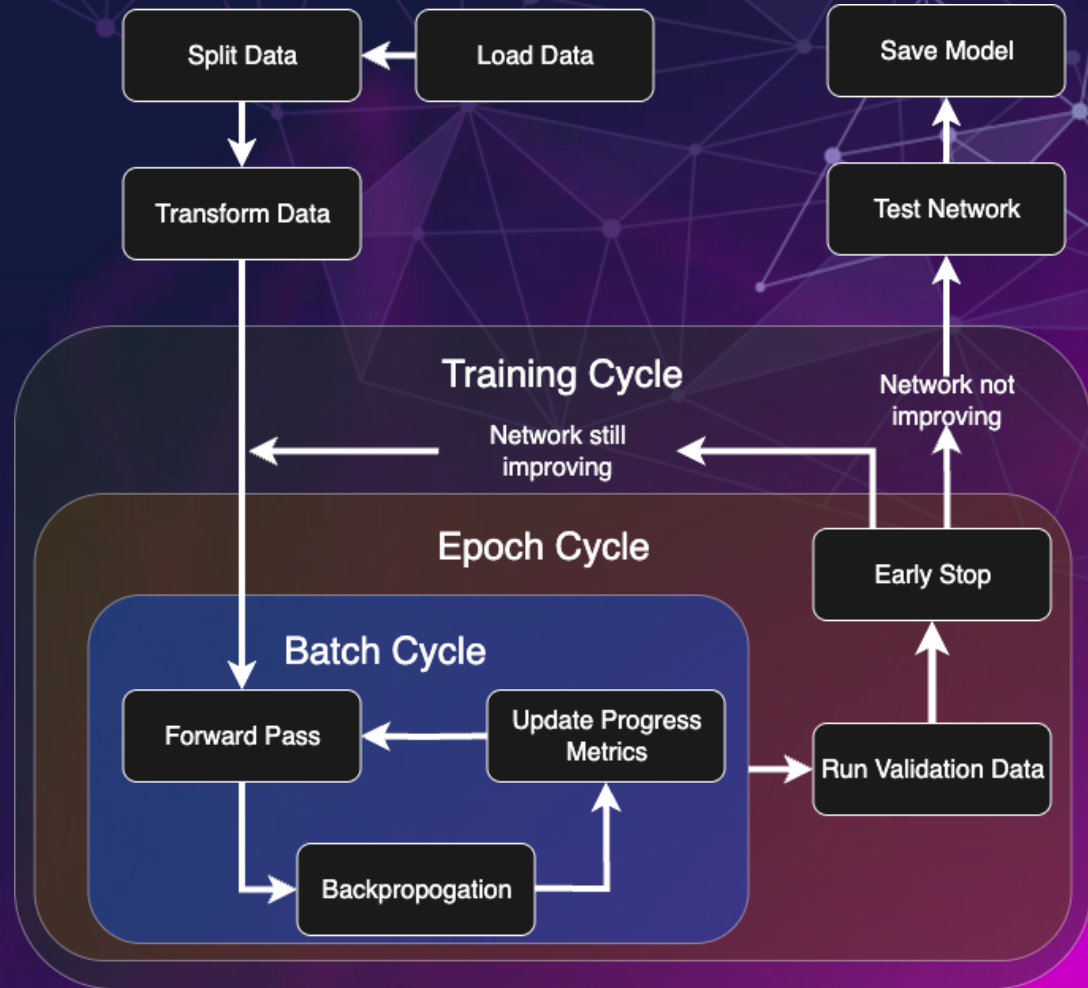 Split Data
Load Data
Save Model
Transform Data
Test Network
Training Cycle
Network not
improving
Network still
improving
Epoch Cycle
Early Stop
Batch Cycle
Forward Pass
Update Progress
Metrics
Run Validation Data
Backpropogation